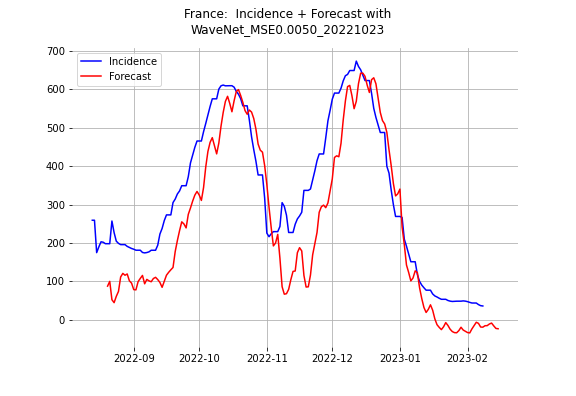 France:  Incidence + Forecast with
WaveNet_MSE0.0050_20221023
Incidence
Forecast
700
600
500
400
300
200
100
0
2022-09 2022-10 2022-11 2022-12 2023-01 2023-02